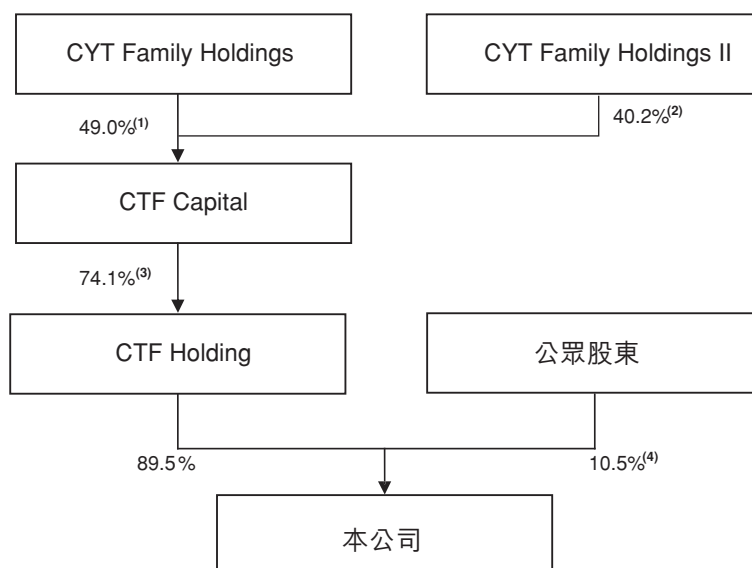 CYT Family Holdings
CYT Family Holdings II
49.0%(1)
40.2%(2)
CTF Capital
74.1%(3)
CTF Holding
公眾股東
89.5%
10.5%(4)
本公司